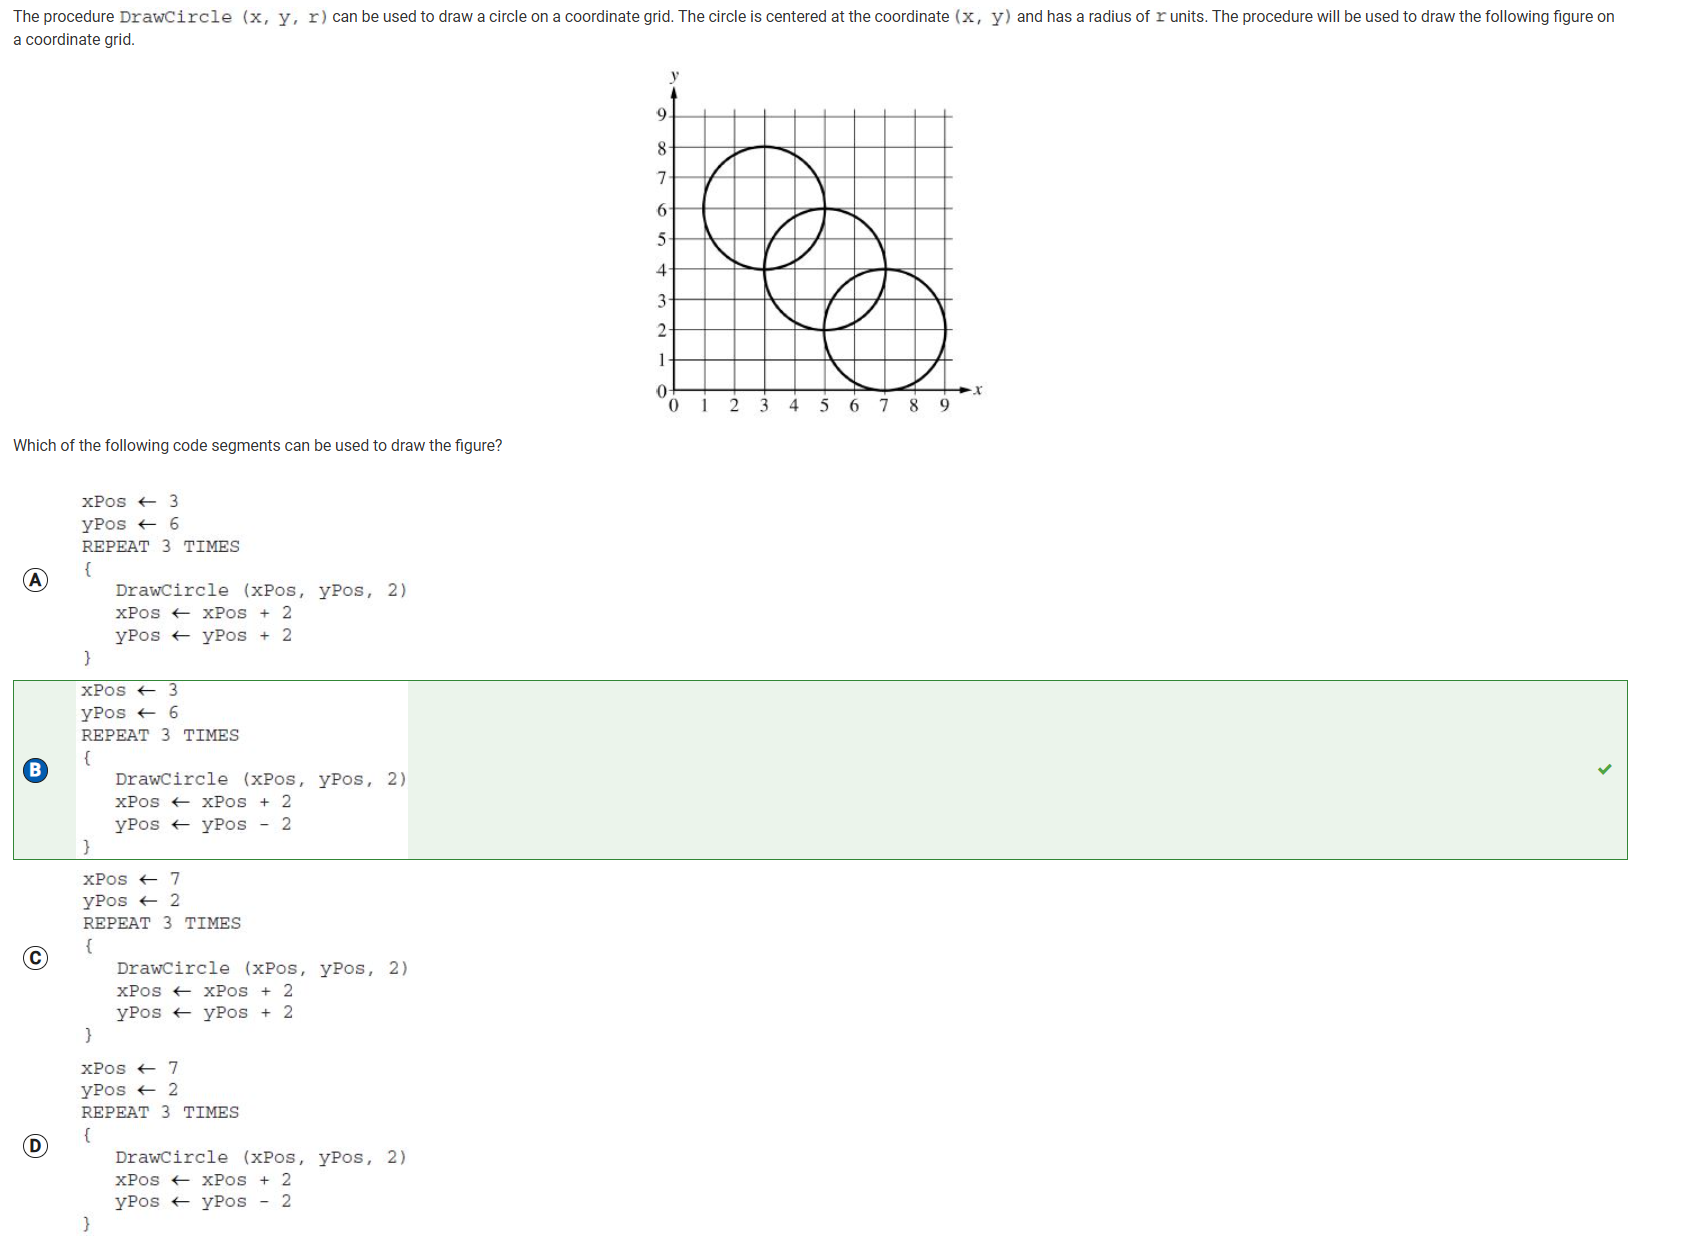 The procedure DrawCircle (x, y, r) can be used to draw a circle on a coordinate grid. The circle is centered at the coordinate (x, y) and has a radius of r units. The procedure will be used to draw the following figure on
a coordinate grid.
y
9
8
7
6
5
4
3
2
1
0
x
0 1 2 3 4 5 6 7 8 9
Which of the following code segments can be used to draw the figure?
A
xPos ← 3
yPos ← 6
REPEAT 3 TIMES
{
DrawCircle (xPos, yPos, 2)
xPos ← xPos + 2
yPos ← yPos + 2
}
B
xPos ← 3
yPos ← 6
REPEAT 3 TIMES
{
DrawCircle (xPos, yPos, 2)
xPos ← xPos + 2
yPos ← yPos - 2
}
C
xPos ← 7
yPos ← 2
REPEAT 3 TIMES
{
DrawCircle (xPos, yPos, 2)
xPos ← xPos + 2
yPos ← yPos + 2
}
D
xPos ← 7
yPos ← 2
REPEAT 3 TIMES
{
DrawCircle (xPos, yPos, 2)
xPos ← xPos + 2
yPos ← yPos - 2
}